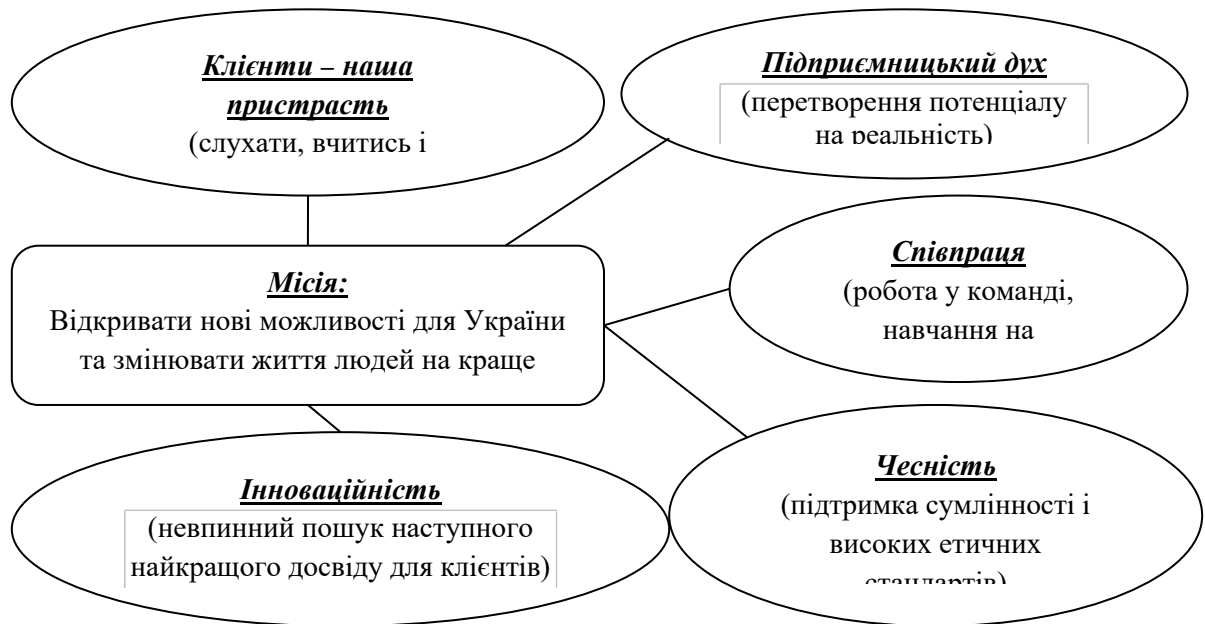 Клієнти – наша
пристрасть
(слухати, вчитись і
Підприємницький дух
(перетворення потенціалу
на реальність)
Місія:
Відкривати нові можливості для України
та змінювати життя людей на краще
Співпраця
(робота у команді,
навчання на
Інноваційність
(невпинний пошук наступного
найкращого досвіду для клієнтів)
Чесність
(підтримка сумлінності і
високих етичних
стандартів)